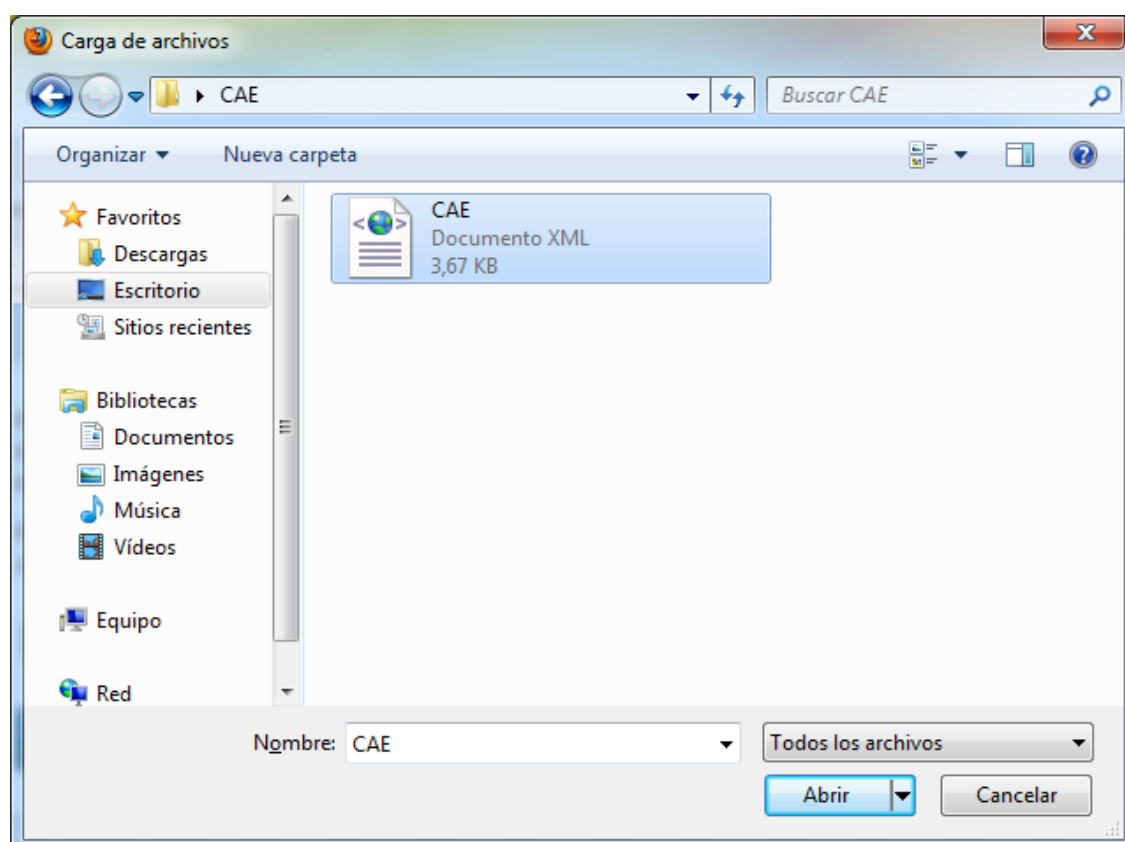 Carga de archivos
CAE
Buscar CAE
Organizar
Nueva carpeta
Favoritos
Descargas
Escritorio
Sitios recientes
Bibliotecas
Documentos
Imágenes
Música
Vídeos
Equipo
Red
CAE
Documento XML
3,67 KB
Nombre: CAE
Todos los archivos
Abrir
Cancelar